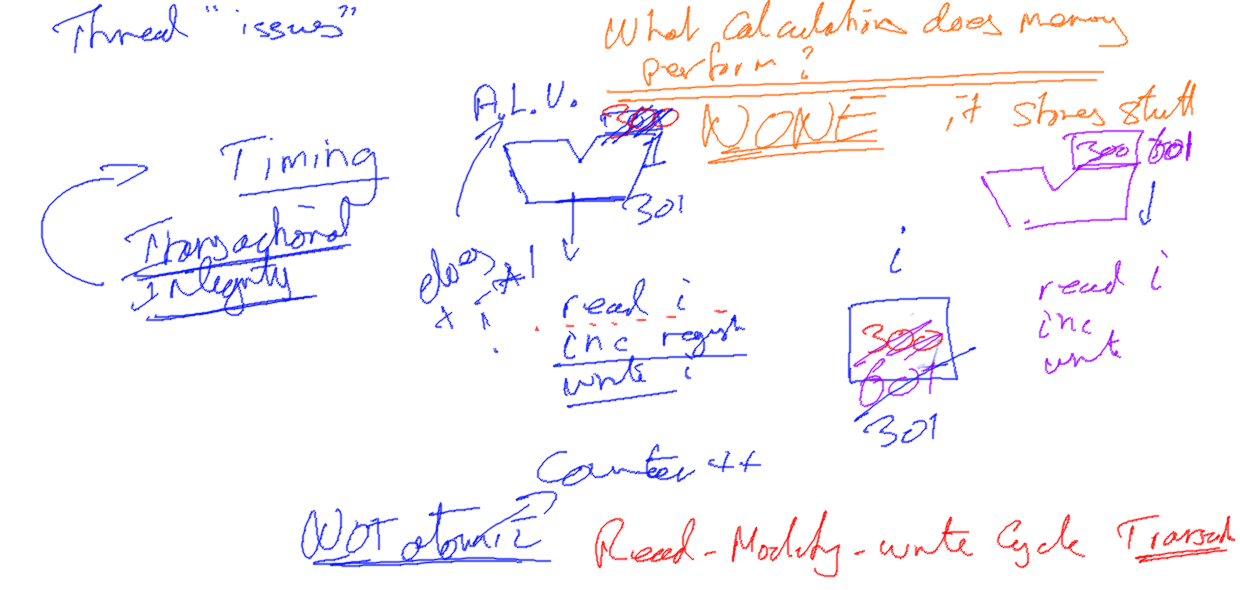 Thread "issues"
What Calculation does memory
perform?
NONE it stores stuff
A.L.U.
300
1
301
300 601
Timing
Transactional
Integrity
does
+1
read i
inc regist
write i
i
300
601
301
read i
inc
write
Counter ++
NOT atomic
Read-Modify-write Cycle Transact